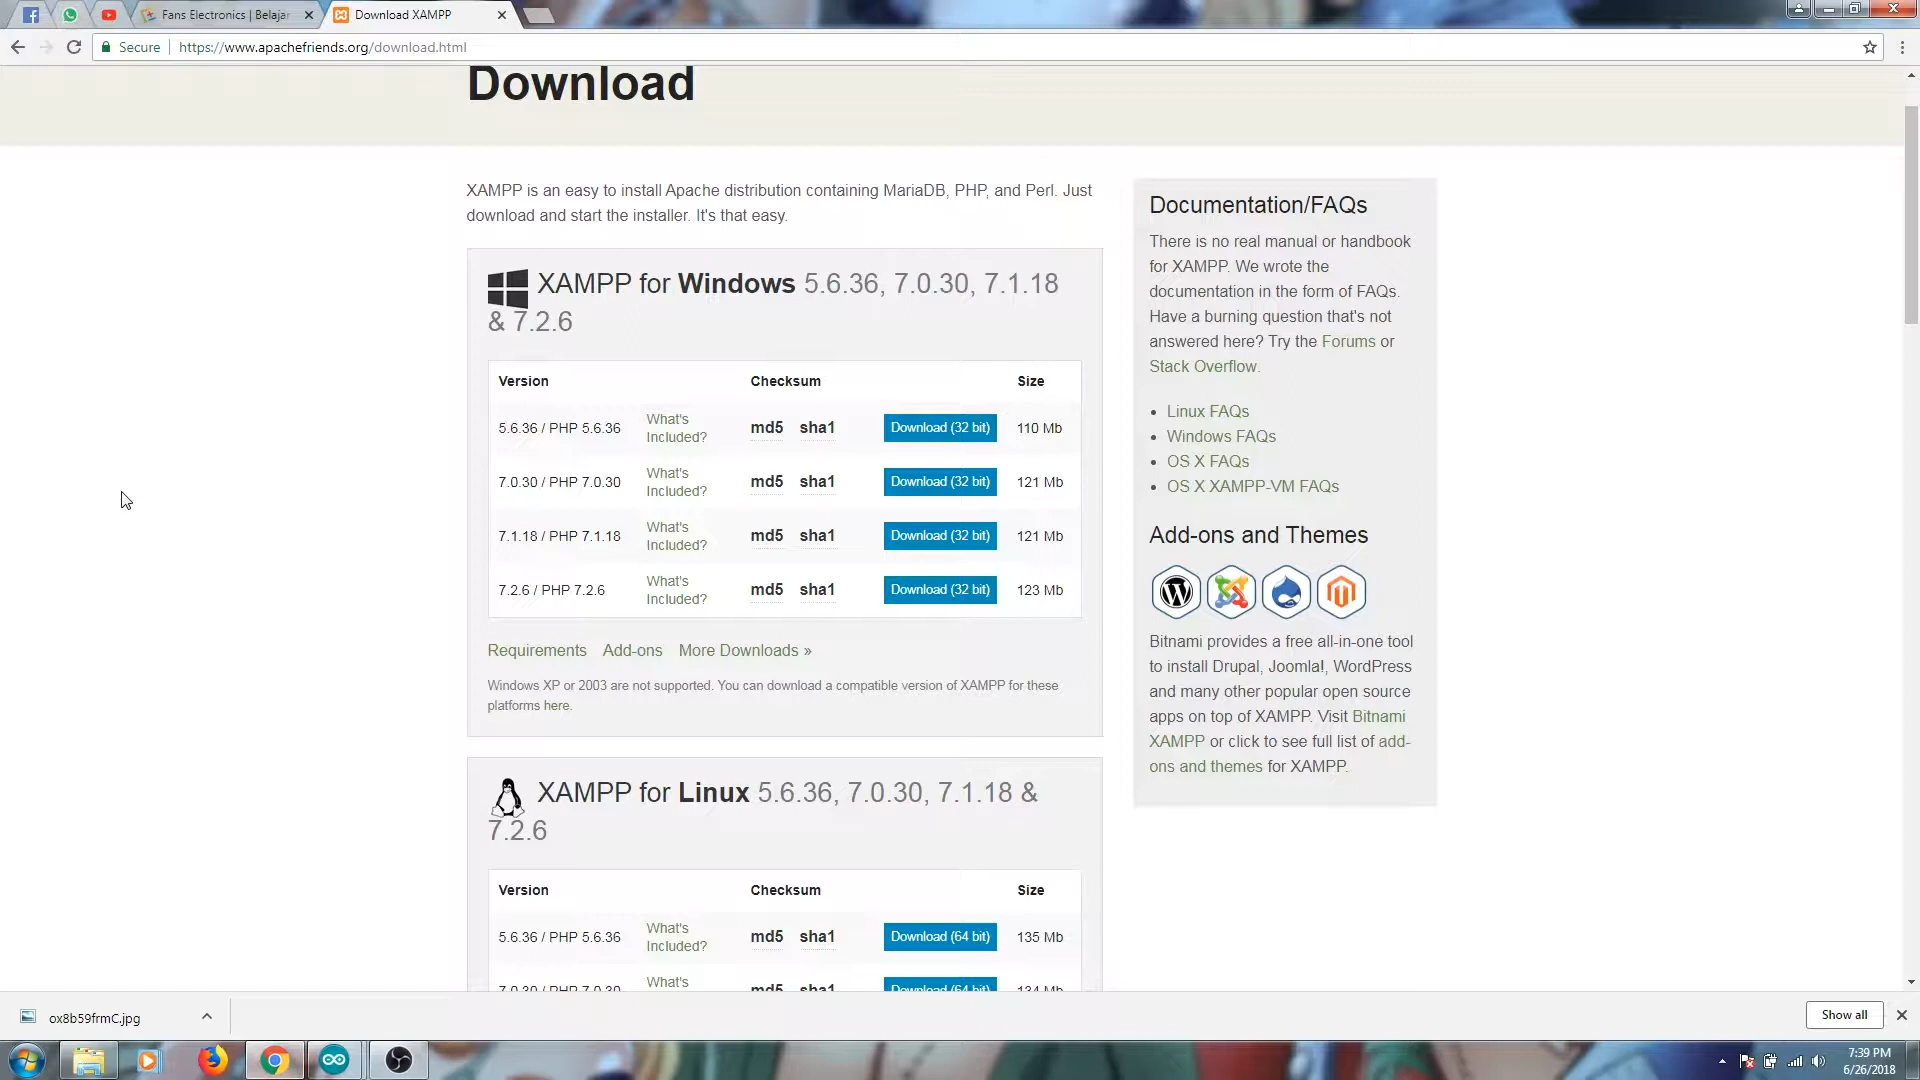 Fans Electronics | Belajar
Download XAMPP
Secure
https://www.apachefriends.org/download.html
Download
XAMPP is an easy to install Apache distribution containing MariaDB, PHP, and Perl. Just
download and start the installer. It's that easy.
XAMPP for Windows 5.6.36, 7.0.30, 7.1.18
& 7.2.6
Version Checksum Size
5.6.36 / PHP 5.6.36 What's Included? md5 sha1 Download (32 bit) 110 Mb
7.0.30 / PHP 7.0.30 What's Included? md5 sha1 Download (32 bit) 121 Mb
7.1.18 / PHP 7.1.18 What's Included? md5 sha1 Download (32 bit) 121 Mb
7.2.6 / PHP 7.2.6 What's Included? md5 sha1 Download (32 bit) 123 Mb
Requirements Add-ons More Downloads »
Windows XP or 2003 are not supported. You can download a compatible version of XAMPP for these
platforms here.
XAMPP for Linux 5.6.36, 7.0.30, 7.1.18 &
7.2.6
Version Checksum Size
5.6.36 / PHP 5.6.36 What's Included? md5 sha1 Download (64 bit) 135 Mb
7.0.30 / PHP 7.0.30 What's md5 sha1 Download (64 bit) 134 Mb
Documentation/FAQs
There is no real manual or handbook
for XAMPP. We wrote the
documentation in the form of FAQs.
Have a burning question that's not
answered here? Try the Forums or
Stack Overflow.
• Linux FAQs
• Windows FAQs
• OS X FAQs
• OS X XAMPP-VM FAQs
Add-ons and Themes
Bitnami provides a free all-in-one tool
to install Drupal, Joomla!, WordPress
and many other popular open source
apps on top of XAMPP. Visit Bitnami
XAMPP or click to see full list of add-
ons and themes for XAMPP.
ox8b59frmC.jpg
Show all
7:39 PM
6/26/2018